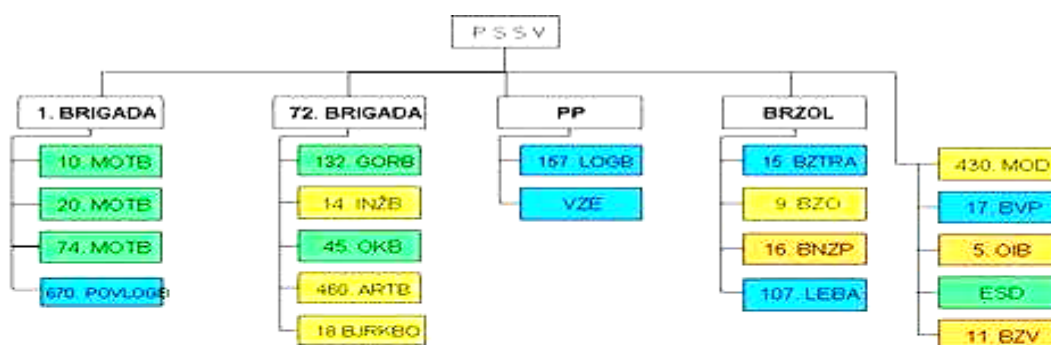 P S S V
1. BRIGADA
10. MOTB
20. MOTB
74. MOTB
670. POVLOGB
72. BRIGADA
132. GORB
14. INŽB
45. OKB
460. ARTB
18 BJRKBO
PP
157. LOGB
VZE
BRZOL
15. BZTRA
9. BZO
16. BNZP
107. LEBA
430. MOD
17. BVP
5. OIB
ESD
11. BZV